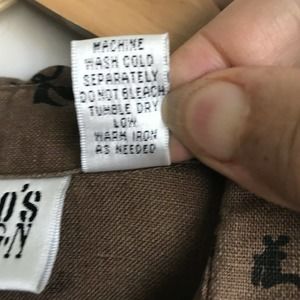 MACHINE
WASH COLD
SEPARATELY
DO NOT BLEACH
TUMBLE DRY
LOW
WARM IRON
AS NEEDED
O'S